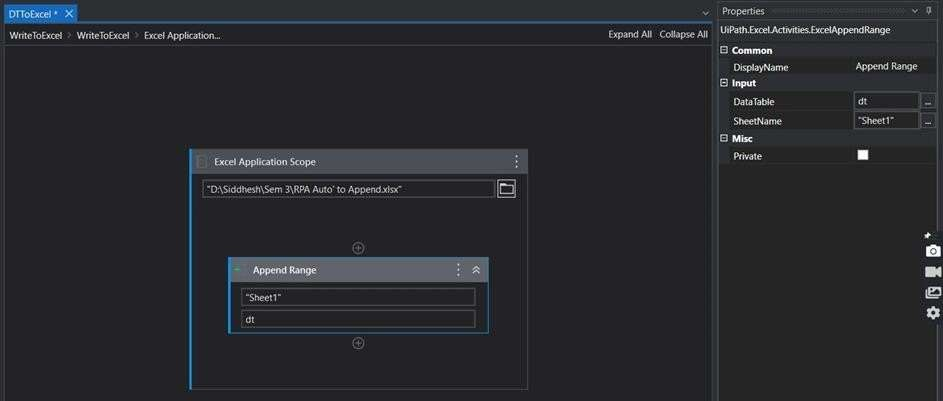 DTToExcel *
WriteToExcel > WriteToExcel > Excel Application...
Expand All Collapse All
Excel Application Scope
"D:\Siddhesh\Sem 3\RPA Auto' to Append.xlsx"
Append Range
"Sheet1"
dt
Properties
UiPath.Excel.Activities.ExcelAppendRange
Common
DisplayName Append Range
Input
DataTable dt ...
SheetName "Sheet1" ...
Misc
Private